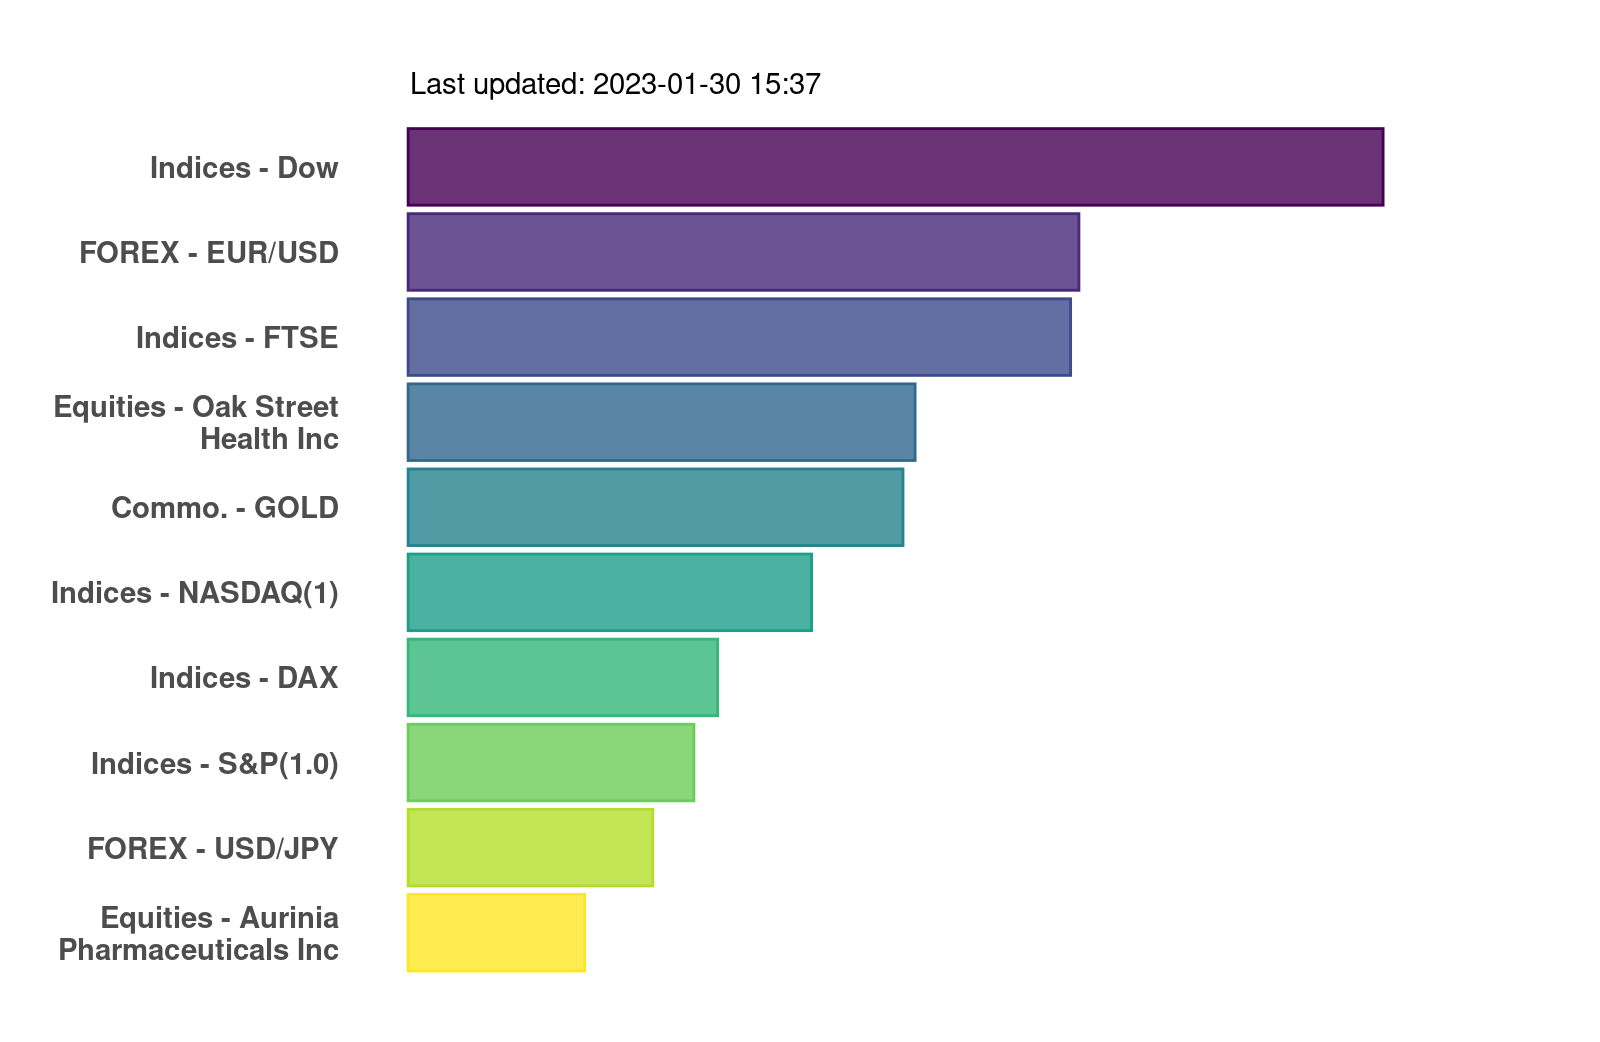 Last updated: 2023-01-30 15:37
Indices - Dow
FOREX - EUR/USD
Indices - FTSE
Equities - Oak Street
Health Inc
Commo. - GOLD
Indices - NASDAQ(1)
Indices - DAX
Indices - S&P(1.0)
FOREX - USD/JPY
Equities - Aurinia
Pharmaceuticals Inc